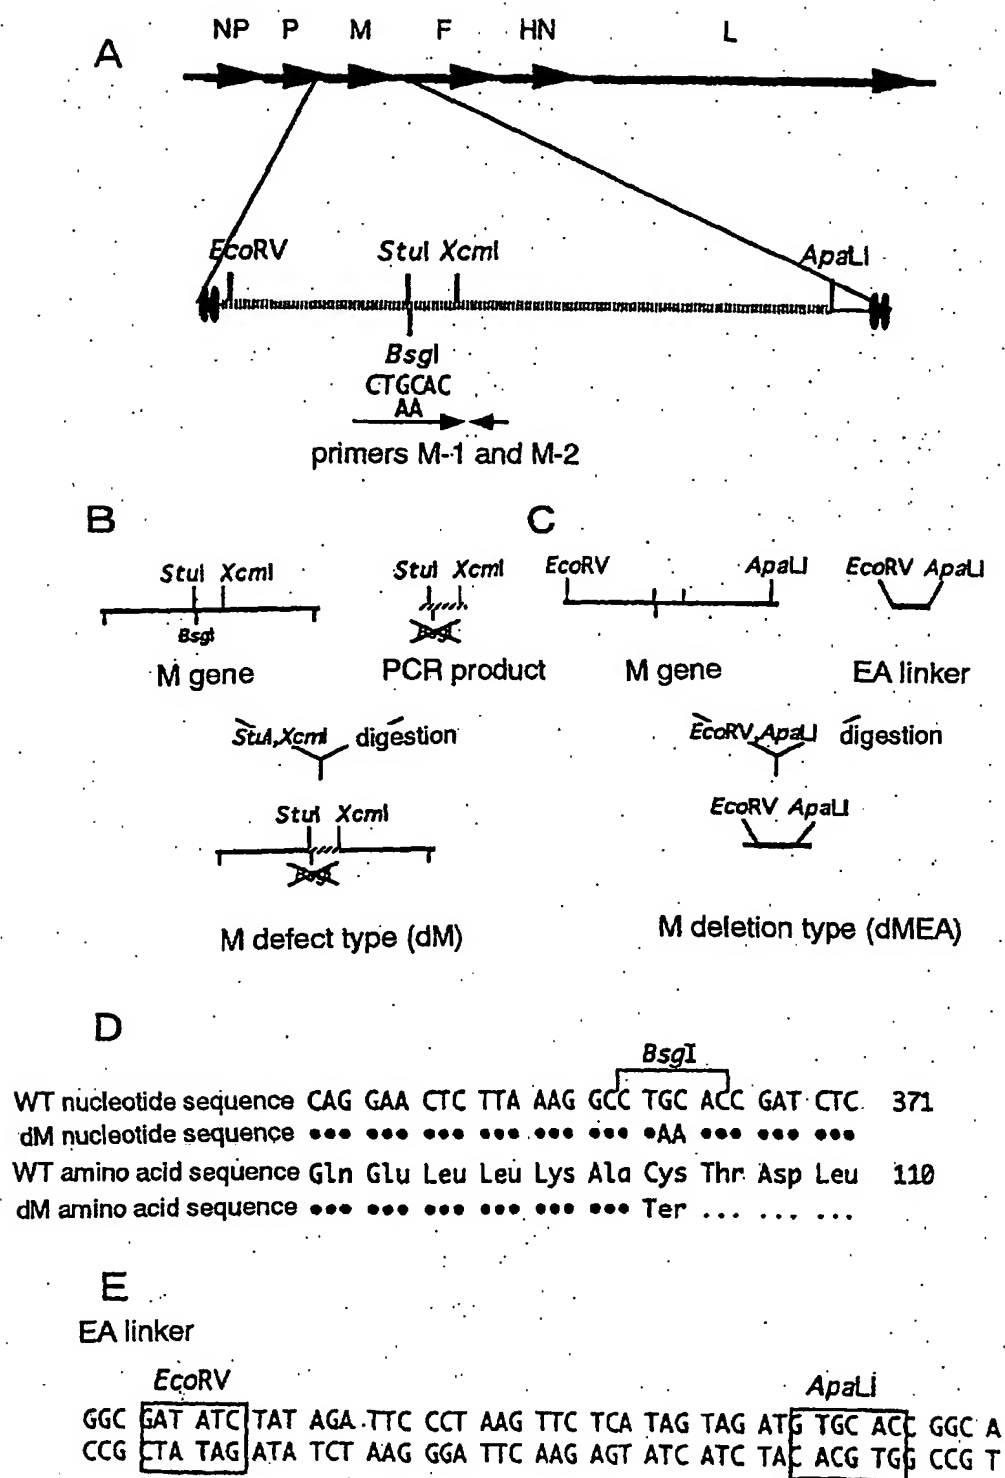 A
NP P M F HN L
EcoRV StuI XcmI ApaLI
BsgI
CTGCAC
AA
primers M-1 and M-2
B
StuI XcmI
BsgI
M gene
StuI XcmI
BsgI
PCR product
StuI,XcmI digestion
StuI XcmI
BsgI
M defect type (dM)
C
EcoRV ApaLI
M gene
EcoRV ApaLI
EA linker
EcoRV,ApaLI digestion
EcoRV ApaLI
M deletion type (dMEA)
D
BsgI
WT nucleotide sequence CAG GAA CTC TTA AAG GCC TGC ACC GAT CTC 371
dM nucleotide sequence ••• ••• ••• ••• ••• ••• •AA ••• ••• •••
WT amino acid sequence Gln Glu Leu Leu Lys Ala Cys Thr Asp Leu 110
dM amino acid sequence ••• ••• ••• ••• ••• ••• Ter ... ... ...
E
EA linker
EcoRV ApaLI
GGC GAT ATC TAT AGA TTC CCT AAG TTC TCA TAG TAG ATG TGC ACC GGC A
CCG CTA TAG ATA TCT AAG GGA TTC AAG AGT ATC ATC TAC ACG TGG CCG T